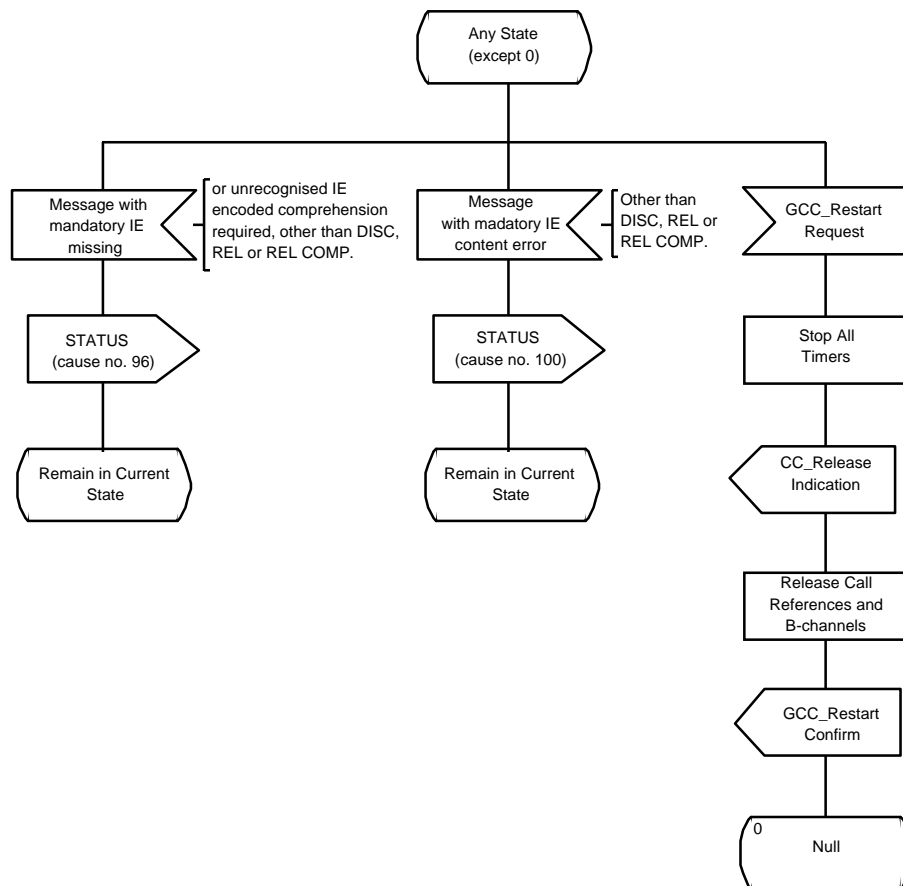 Any State
(except 0)
Message with
mandatory IE
missing
or unrecognised IE
encoded comprehension
required, other than DISC,
REL or REL COMP.
Message
with madatory IE
content error
Other than
DISC, REL or
REL COMP.
GCC_Restart
Request
STATUS
(cause no. 96)
STATUS
(cause no. 100)
Stop All
Timers
Remain in Current
State
Remain in Current
State
CC_Release
Indication
Release Call
References and
B-channels
GCC_Restart
Confirm
0
Null